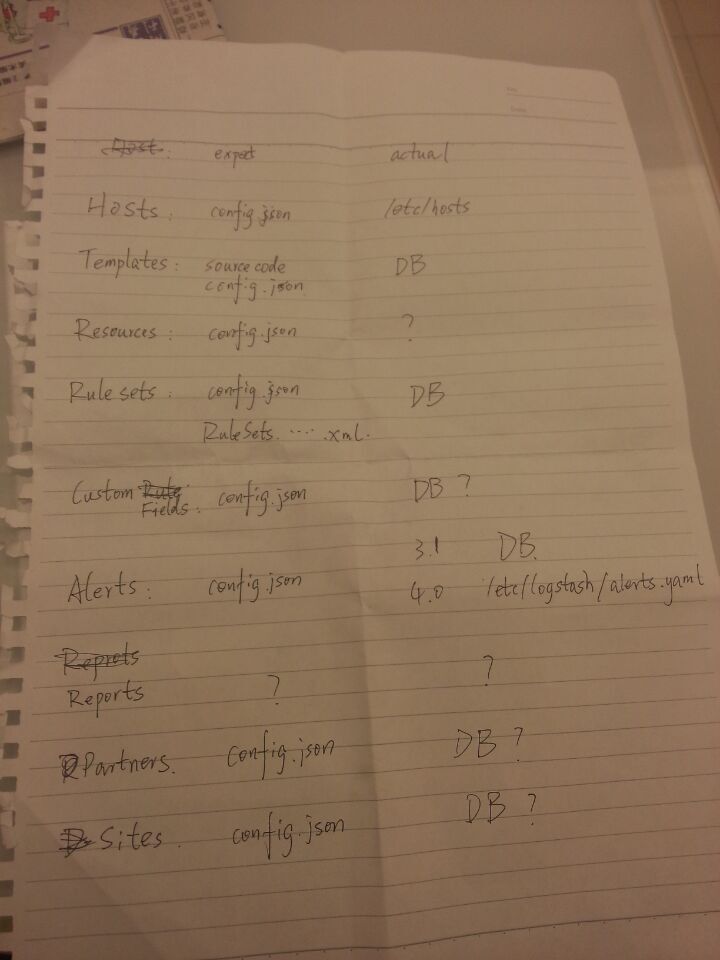 Host: expect actual
Hosts: config.json /etc/hosts
Templates: source code DB
config.json
Resources: config.json ?
Rule sets: config.json DB
RuleSets. .... .xml.
Custom Rule config.json DB ?
Fields:
3.1 DB.
Alerts: config.json 4.0 /etc/logstash/alerts.yaml
Reprots
Reports ? ?
Partners. config.json DB ?
Sites. config.json DB ?